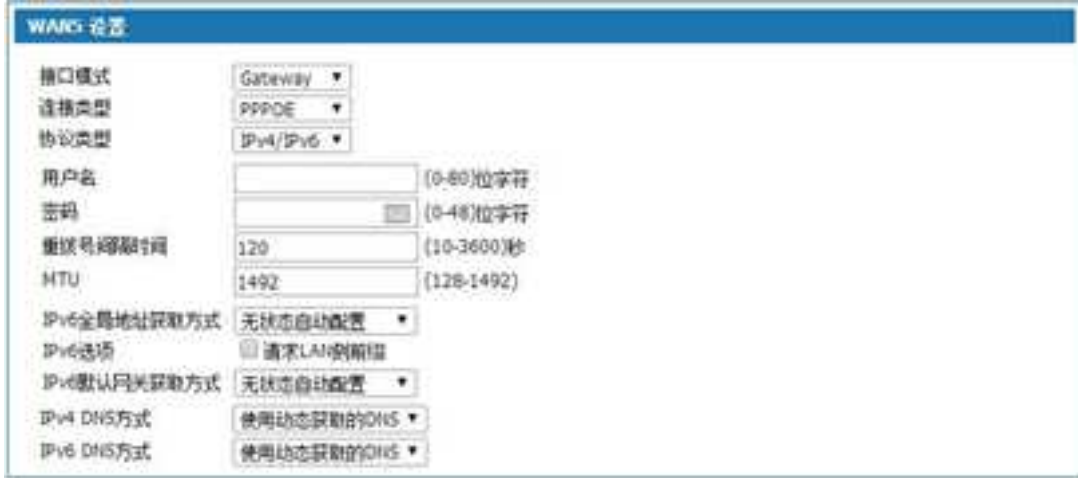 WAN5 设置
接口模式 Gateway
连接类型 PPPOE
协议类型 IPv4/IPv6
用户名 (0-80)位字符
密码 (0-48)位字符
重拨号间隔时间 120 (10-3600)秒
MTU 1492 (128-1492)
IPv6全局地址获取方式 无状态自动配置
IPv6选项 请求LAN侧前缀
IPv6默认网关获取方式 无状态自动配置
IPv4 DNS方式 使用动态获取的DNS
IPv6 DNS方式 使用动态获取的DNS